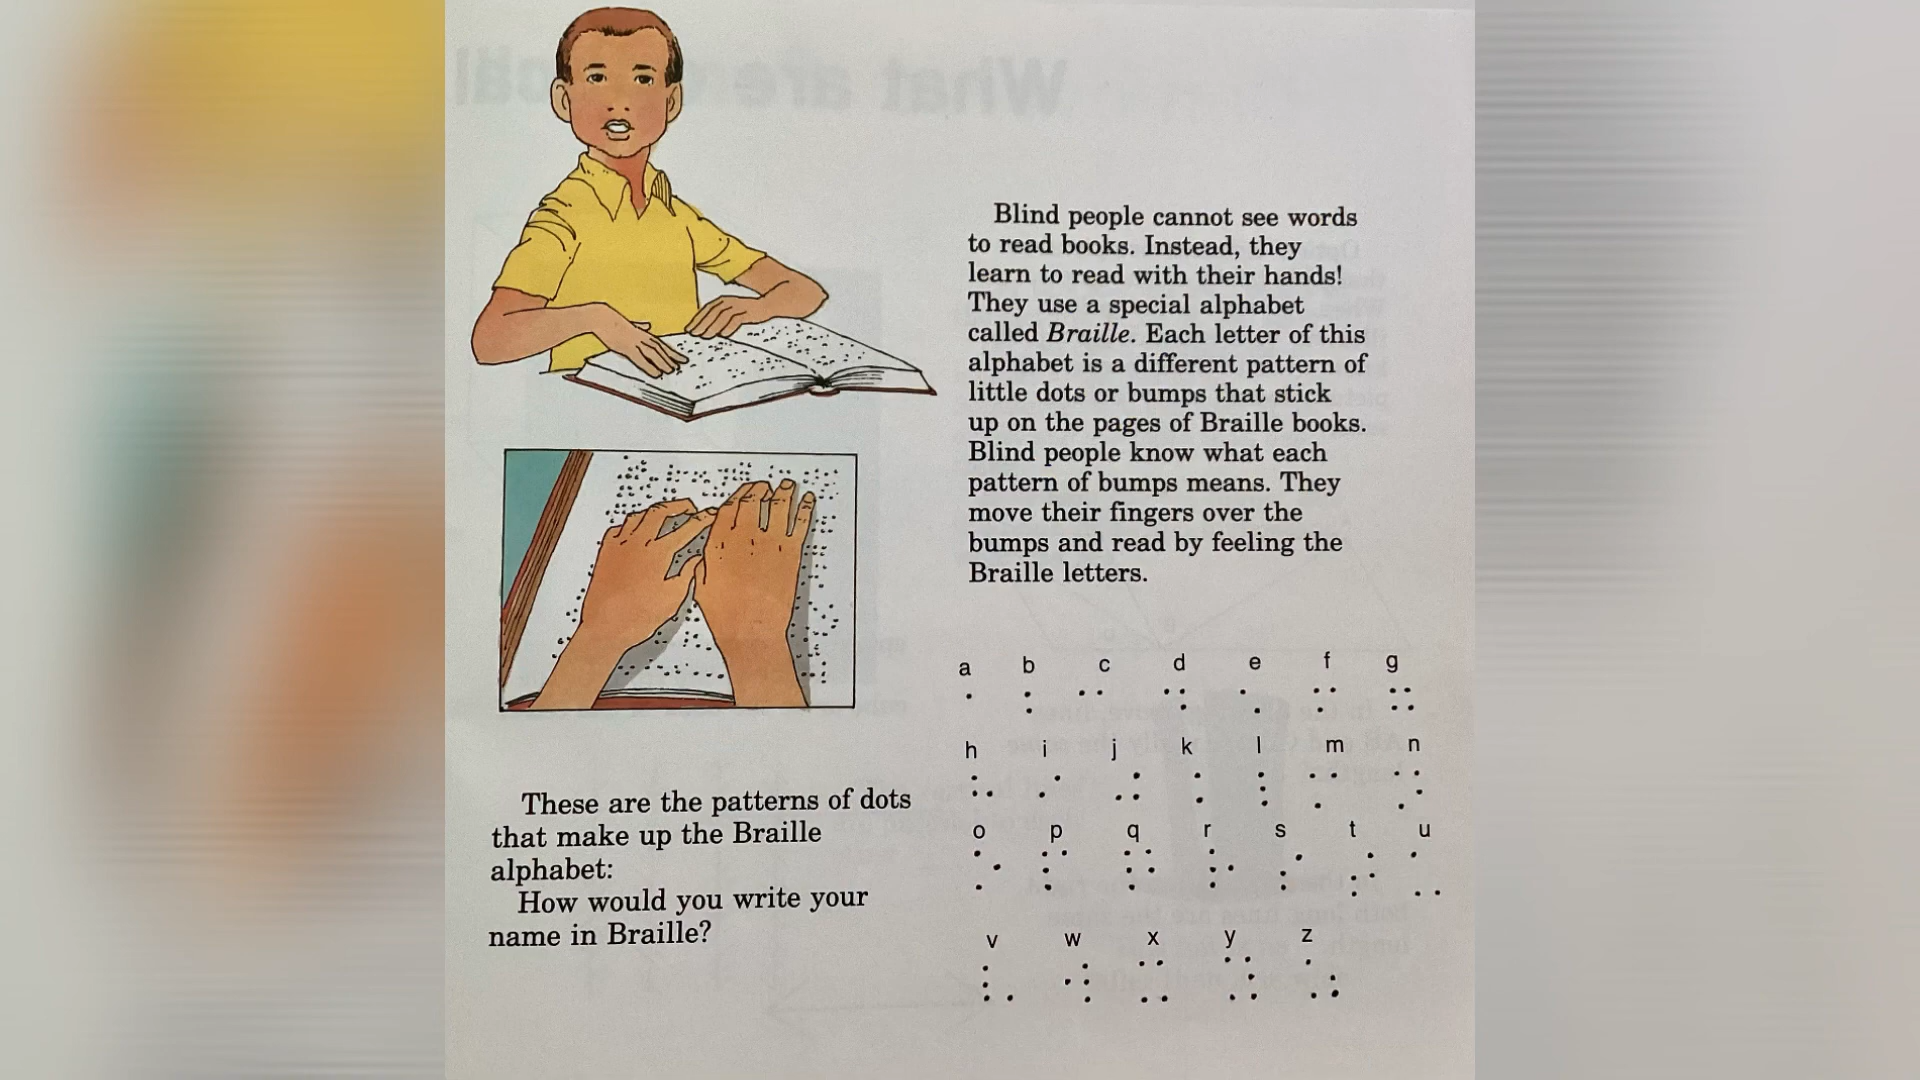 Blind people cannot see words
to read books. Instead, they
learn to read with their hands!
They use a special alphabet
called Braille. Each letter of this
alphabet is a different pattern of
little dots or bumps that stick
up on the pages of Braille books.
Blind people know what each
pattern of bumps means. They
move their fingers over the
bumps and read by feeling the
Braille letters.
These are the patterns of dots
that make up the Braille
alphabet:
How would you write your
name in Braille?
a b c d e f g
h i j k l m n
o p q r s t u
v w x y z